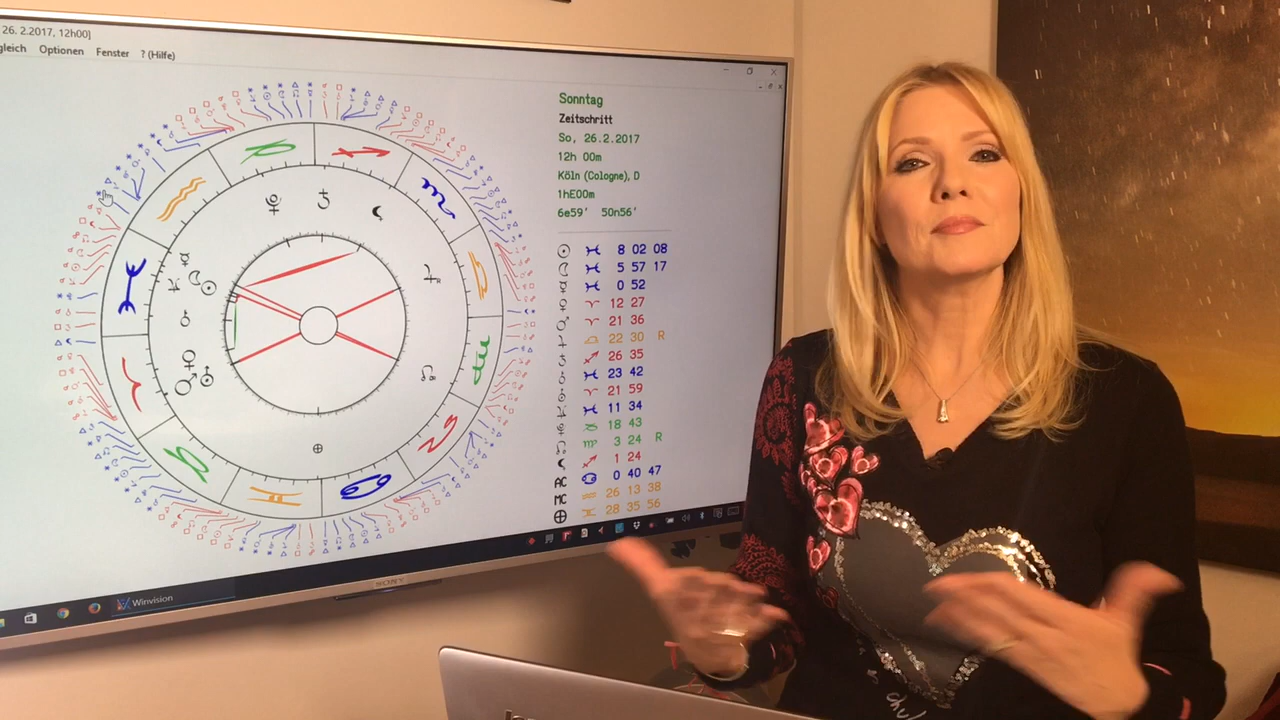 26. 2.2017, 12h00]
gleich Optionen Fenster ? (Hilfe)
Sonntag
Zeitschritt
So, 26.2.2017
12h 00m
Köln (Cologne), D
1hE00m
6e59' 50n56'
☉ ♓ 8 02 08
☽ ♓ 5 57 17
☿ ♓ 0 52
♀ ♈ 12 27
♂ ♈ 21 36
♃ ♎ 22 30 R
♄ ♐ 26 35
⚷ ♓ 23 42
♅ ♈ 21 59
♆ ♓ 11 34
♇ ♑ 18 43
☊ ♍ 3 24 R
⚸ ♐ 1 24
AC ♋ 0 40 47
MC ♒ 26 13 38
⊕ ♊ 28 35 56
SONY
Winvision